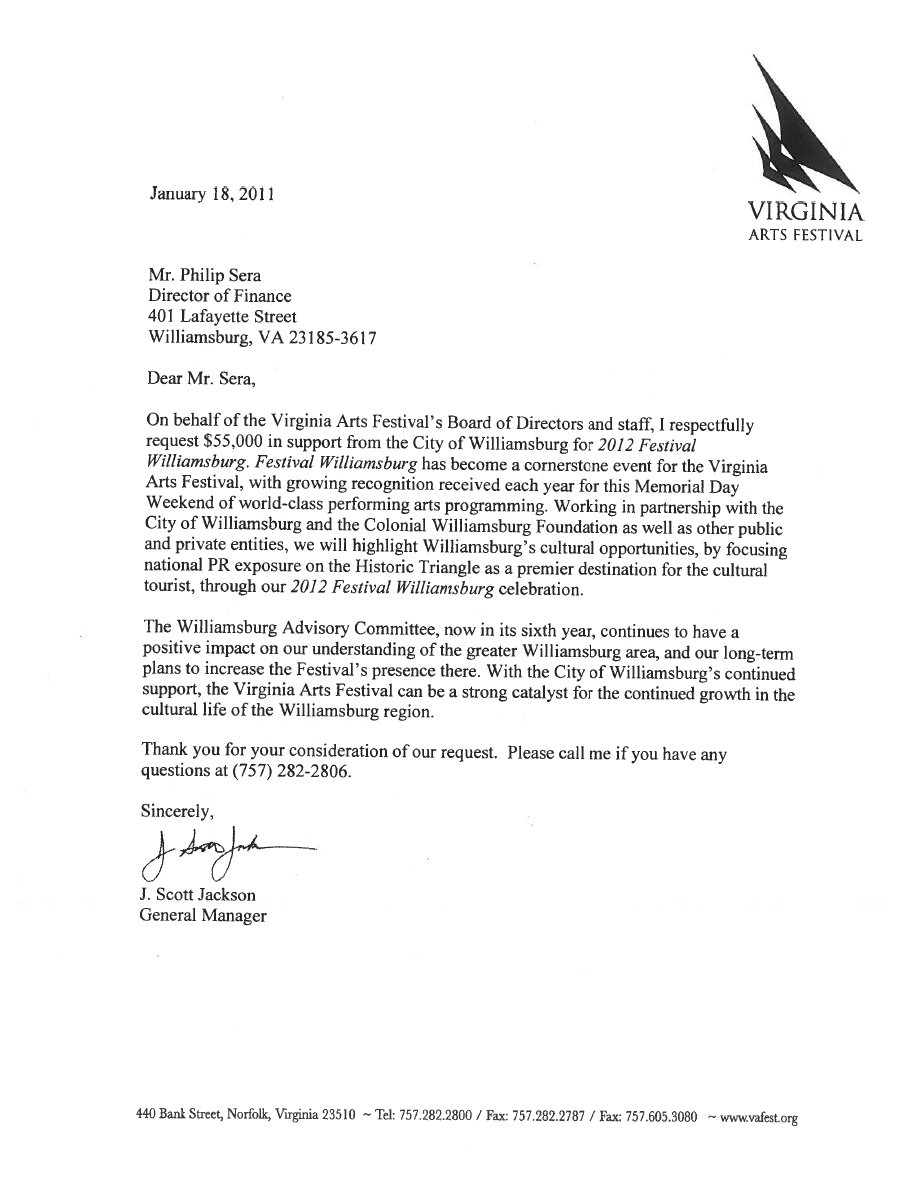 VIRGINIA
ARTS FESTIVAL
January 18, 2011
Mr. Philip Sera
Director of Finance
401 Lafayette Street
Williamsburg, VA 23185-3617
Dear Mr. Sera,
On behalf of the Virginia Arts Festival's Board of Directors and staff, I respectfully
request $55,000 in support from the City of Williamsburg for 2012 Festival
Williamsburg. Festival Williamsburg has become a cornerstone event for the Virginia
Arts Festival, with growing recognition received each year for this Memorial Day
Weekend of world-class performing arts programming. Working in partnership with the
City of Williamsburg and the Colonial Williamsburg Foundation as well as other public
and private entities, we will highlight Williamsburg's cultural opportunities, by focusing
national PR exposure on the Historic Triangle as a premier destination for the cultural
tourist, through our 2012 Festival Williamsburg celebration.
The Williamsburg Advisory Committee, now in its sixth year, continues to have a
positive impact on our understanding of the greater Williamsburg area, and our long-term
plans to increase the Festival's presence there. With the City of Williamsburg's continued
support, the Virginia Arts Festival can be a strong catalyst for the continued growth in the
cultural life of the Williamsburg region.
Thank you for your consideration of our request.  Please call me if you have any
questions at (757) 282-2806.
Sincerely,
J. Scott Jackson
General Manager
440 Bank Street, Norfolk, Virginia 23510 ~ Tel: 757.282.2800 / Fax: 757.282.2787 / Fax: 757.605.3080 ~ www.vafest.org